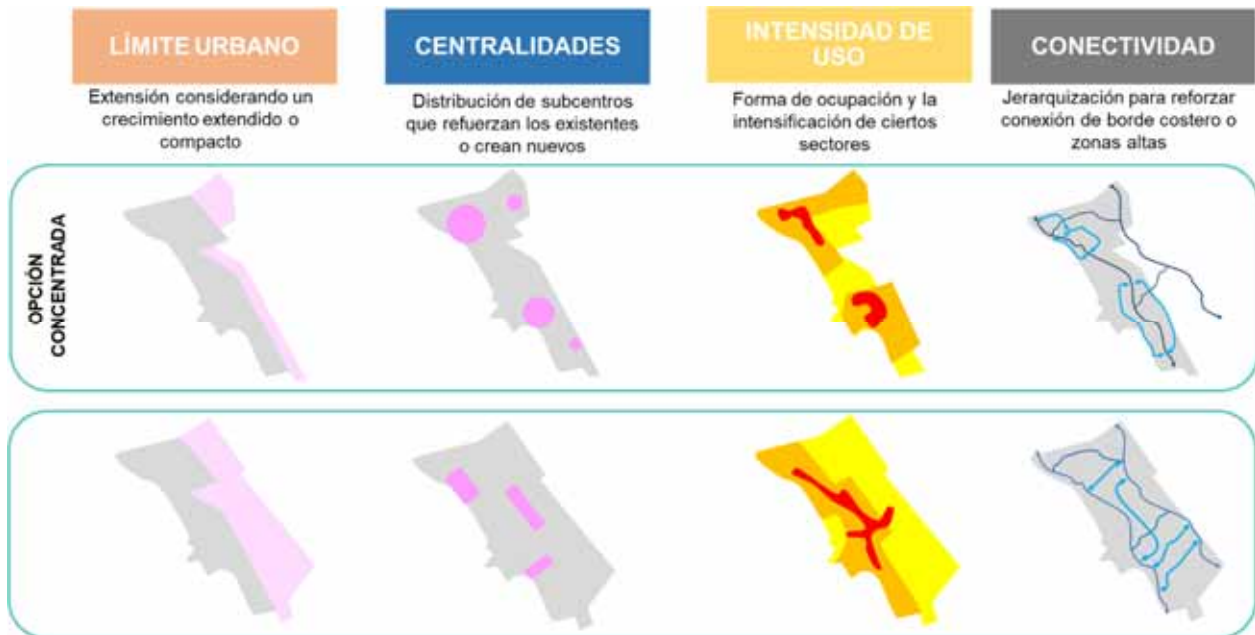 LÍMITE URBANO
Extensión considerando un
crecimiento extendido o
compacto
CENTRALIDADES
Distribución de subcentros
que refuerzan los existentes
o crean nuevos
INTENSIDAD DE
USO
Forma de ocupación y la
intensificación de ciertos
sectores
CONECTIVIDAD
Jerarquización para reforzar
conexión de borde costero o
zonas altas
OPCIÓN
CONCENTRADA